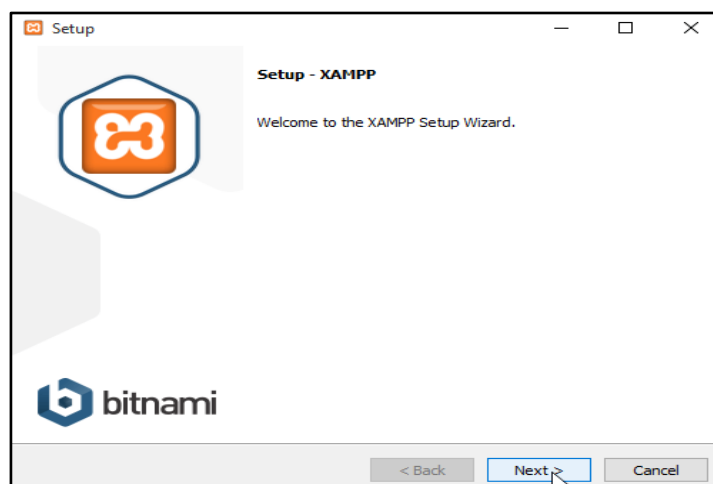 Setup
Setup - XAMPP
Welcome to the XAMPP Setup Wizard.
bitnami
< Back Next > Cancel